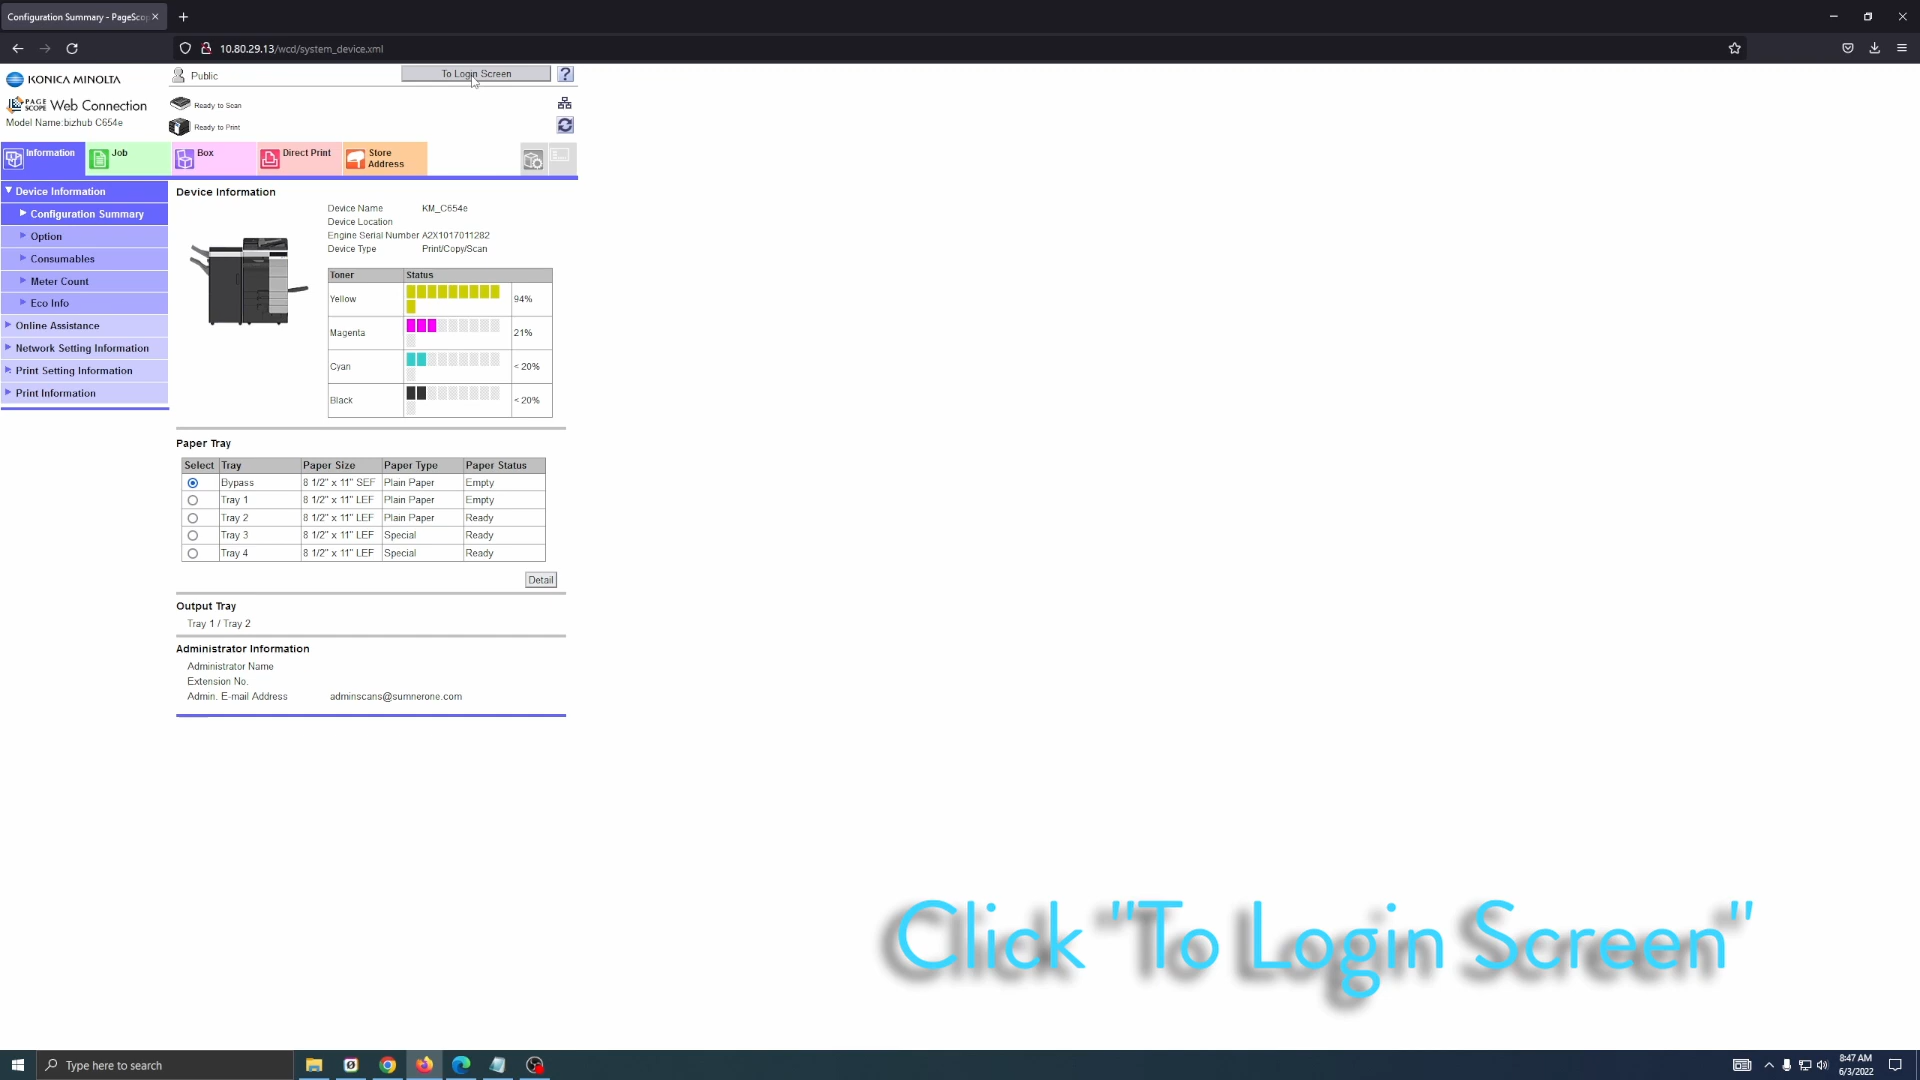 Configuration Summary - PageScop
10.80.29.13/wcd/system_device.xml
KONICA MINOLTA
PAGE SCOPE Web Connection
Model Name:bizhub C654e
Public
To Login Screen
?
Ready to Scan
Ready to Print
Information
Job
Box
Direct Print
Store
Address
Device Information
Configuration Summary
Option
Consumables
Meter Count
Eco Info
Online Assistance
Network Setting Information
Print Setting Information
Print Information
Device Information
Device Name KM_C654e
Device Location
Engine Serial Number A2X1017011282
Device Type Print/Copy/Scan
Toner Status
Yellow 94%
Magenta 21%
Cyan < 20%
Black < 20%
Paper Tray
Select Tray Paper Size Paper Type Paper Status
Bypass 8 1/2" x 11" SEF Plain Paper Empty
Tray 1 8 1/2" x 11" LEF Plain Paper Empty
Tray 2 8 1/2" x 11" LEF Plain Paper Ready
Tray 3 8 1/2" x 11" LEF Special Ready
Tray 4 8 1/2" x 11" LEF Special Ready
Detail
Output Tray
Tray 1 / Tray 2
Administrator Information
Administrator Name
Extension No.
Admin. E-mail Address adminscans@sumnerone.com
Click "To Login Screen"
Type here to search
8:47 AM
6/3/2022